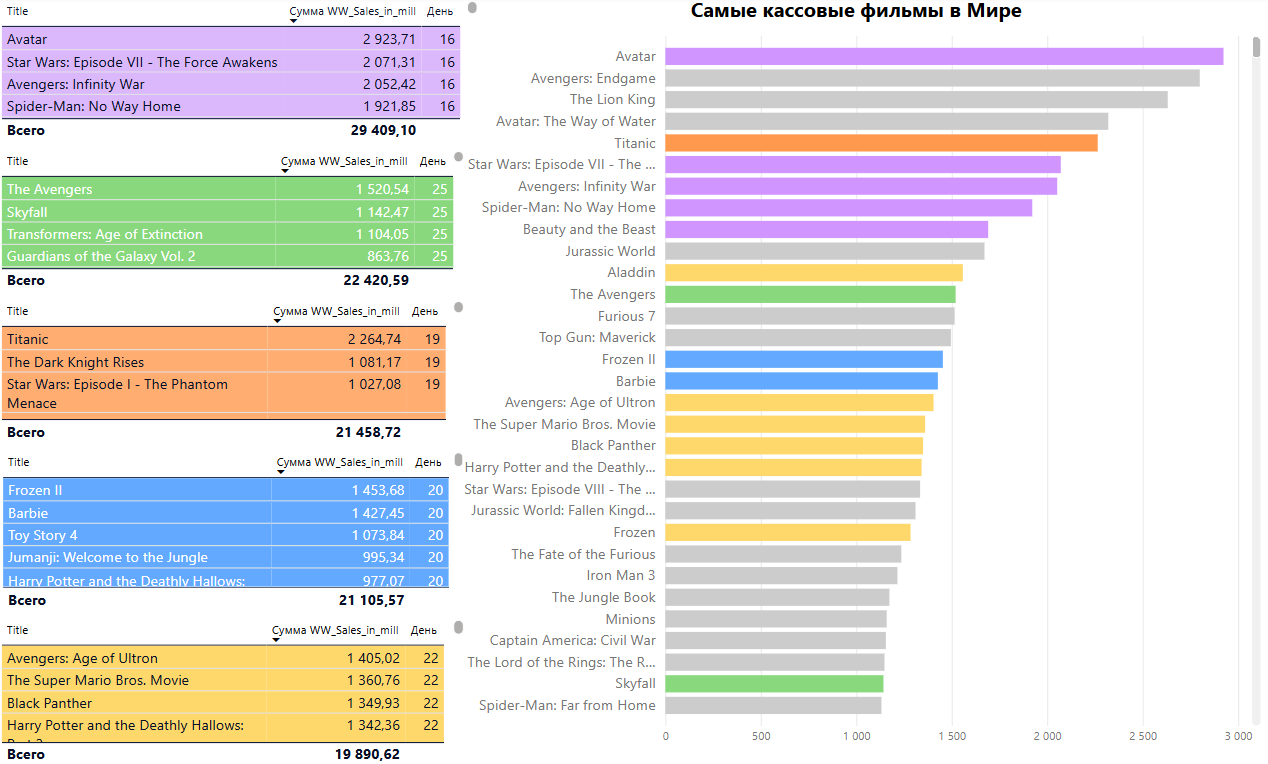 Title Сумма WW_Sales_in_mill День
Avatar 2 923,71 16
Star Wars: Episode VII - The Force Awakens 2 071,31 16
Avengers: Infinity War 2 052,42 16
Spider-Man: No Way Home 1 921,85 16
Всего 29 409,10
Title Сумма WW_Sales_in_mill День
The Avengers 1 520,54 25
Skyfall 1 142,47 25
Transformers: Age of Extinction 1 104,05 25
Guardians of the Galaxy Vol. 2 863,76 25
Всего 22 420,59
Title Сумма WW_Sales_in_mill День
Titanic 2 264,74 19
The Dark Knight Rises 1 081,17 19
Star Wars: Episode I - The Phantom 1 027,08 19
Menace
Всего 21 458,72
Title Сумма WW_Sales_in_mill День
Frozen II 1 453,68 20
Barbie 1 427,45 20
Toy Story 4 1 073,84 20
Jumanji: Welcome to the Jungle 995,34 20
Harry Potter and the Deathly Hallows: 977,07 20
Всего 21 105,57
Title Сумма WW_Sales_in_mill День
Avengers: Age of Ultron 1 405,02 22
The Super Mario Bros. Movie 1 360,76 22
Black Panther 1 349,93 22
Harry Potter and the Deathly Hallows: 1 342,36 22
Всего 19 890,62
Самые кассовые фильмы в Мире
Avatar
Avengers: Endgame
The Lion King
Avatar: The Way of Water
Titanic
Star Wars: Episode VII - The ...
Avengers: Infinity War
Spider-Man: No Way Home
Beauty and the Beast
Jurassic World
Aladdin
The Avengers
Furious 7
Top Gun: Maverick
Frozen II
Barbie
Avengers: Age of Ultron
The Super Mario Bros. Movie
Black Panther
Harry Potter and the Deathly...
Star Wars: Episode VIII - The ...
Jurassic World: Fallen Kingd...
Frozen
The Fate of the Furious
Iron Man 3
The Jungle Book
Minions
Captain America: Civil War
The Lord of the Rings: The R...
Skyfall
Spider-Man: Far from Home
0 500 1 000 1 500 2 000 2 500 3 000